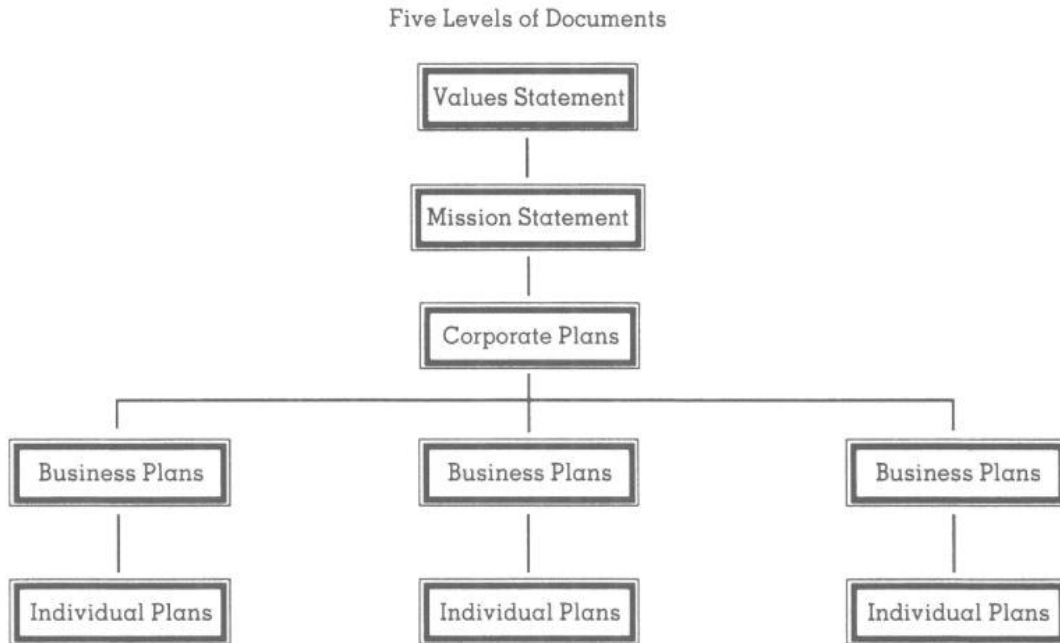 Five Levels of Documents
Values Statement
Mission Statement
Corporate Plans
Business Plans
Business Plans
Business Plans
Individual Plans
Individual Plans
Individual Plans